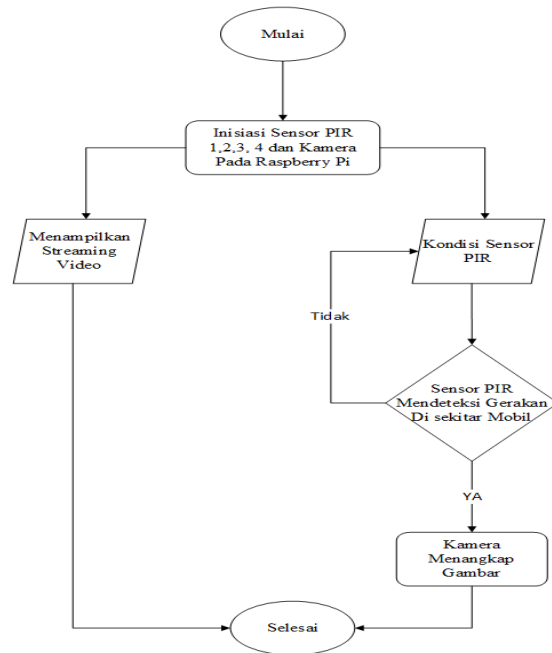 Mulai
Inisiasi Sensor PIR
1,2,3, 4 dan Kamera
Pada Raspberry Pi
Menampilkan
Streaming
Video
Kondisi Sensor
PIR
Tidak
Sensor PIR
Mendeteksi Gerakan
Di sekitar Mobil
YA
Kamera
Menangkap
Gambar
Selesai